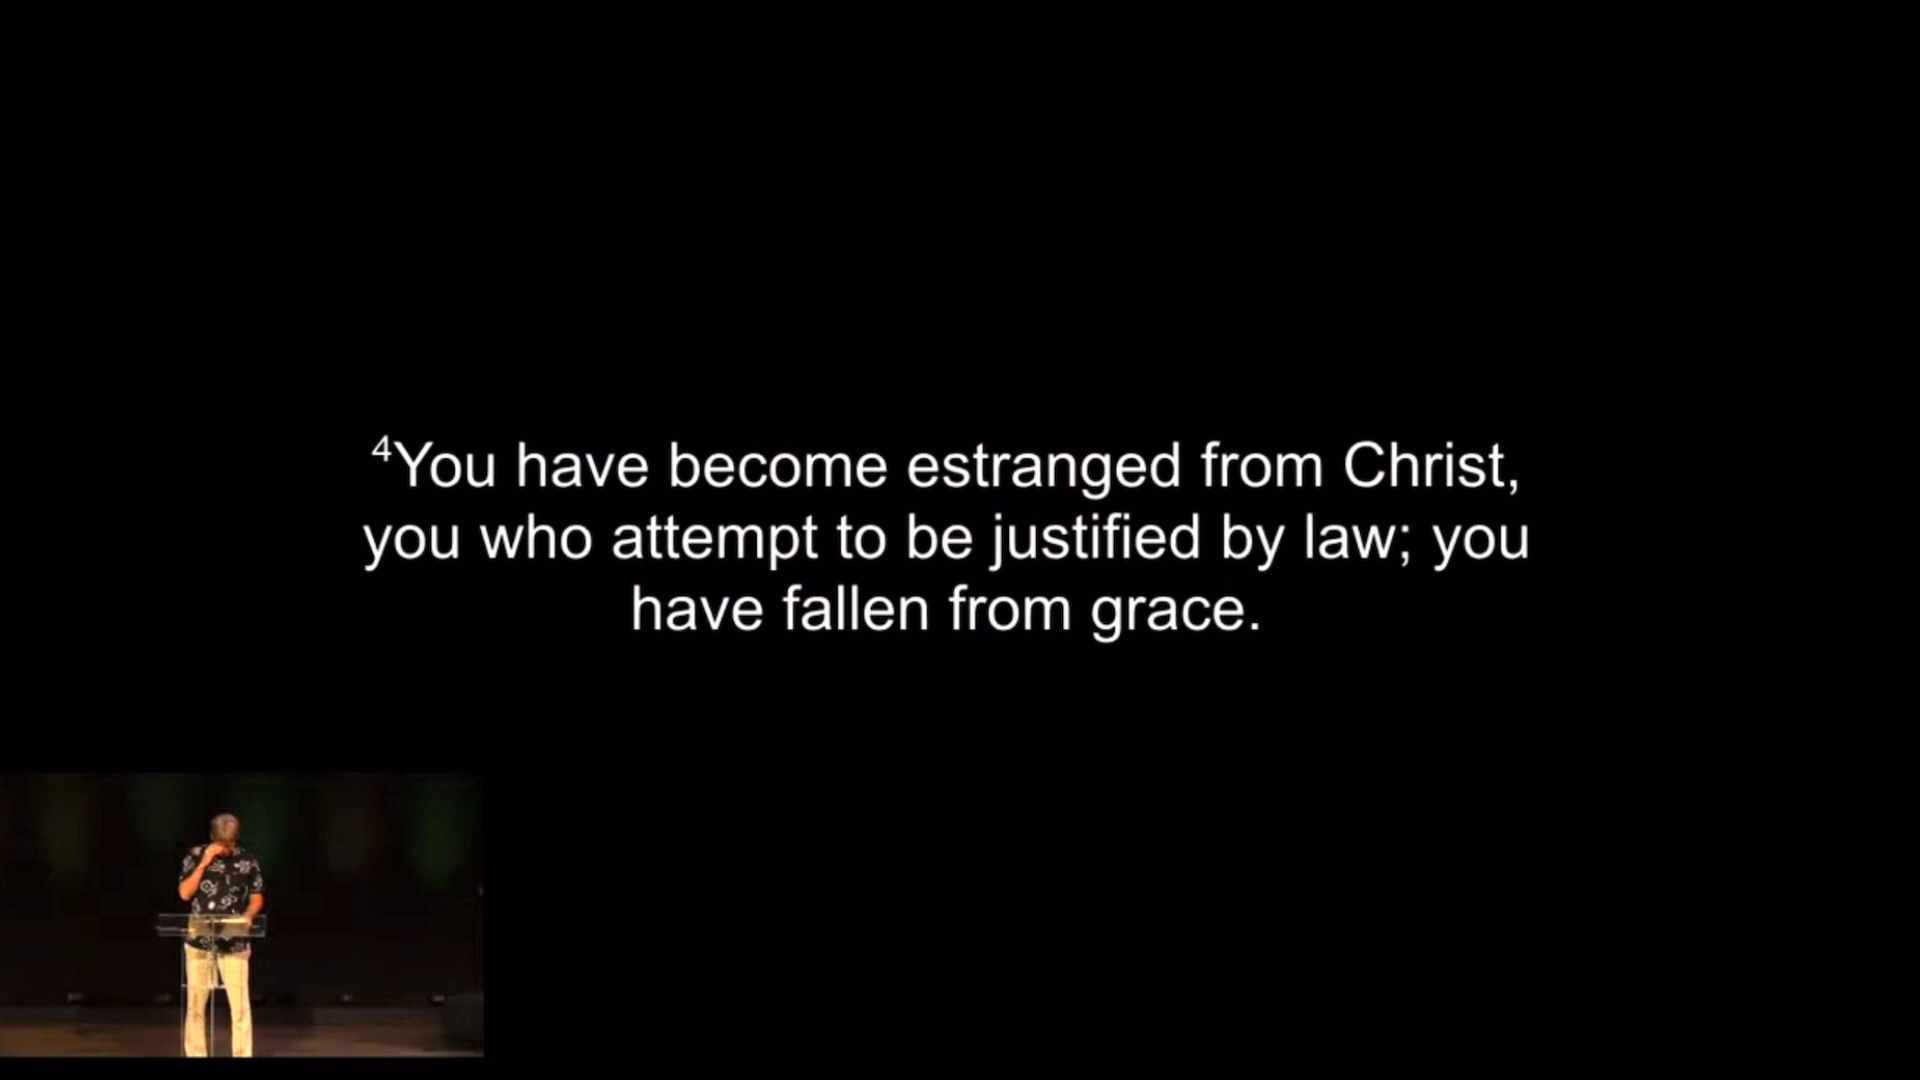 ⁴You have become estranged from Christ,
you who attempt to be justified by law; you
have fallen from grace.